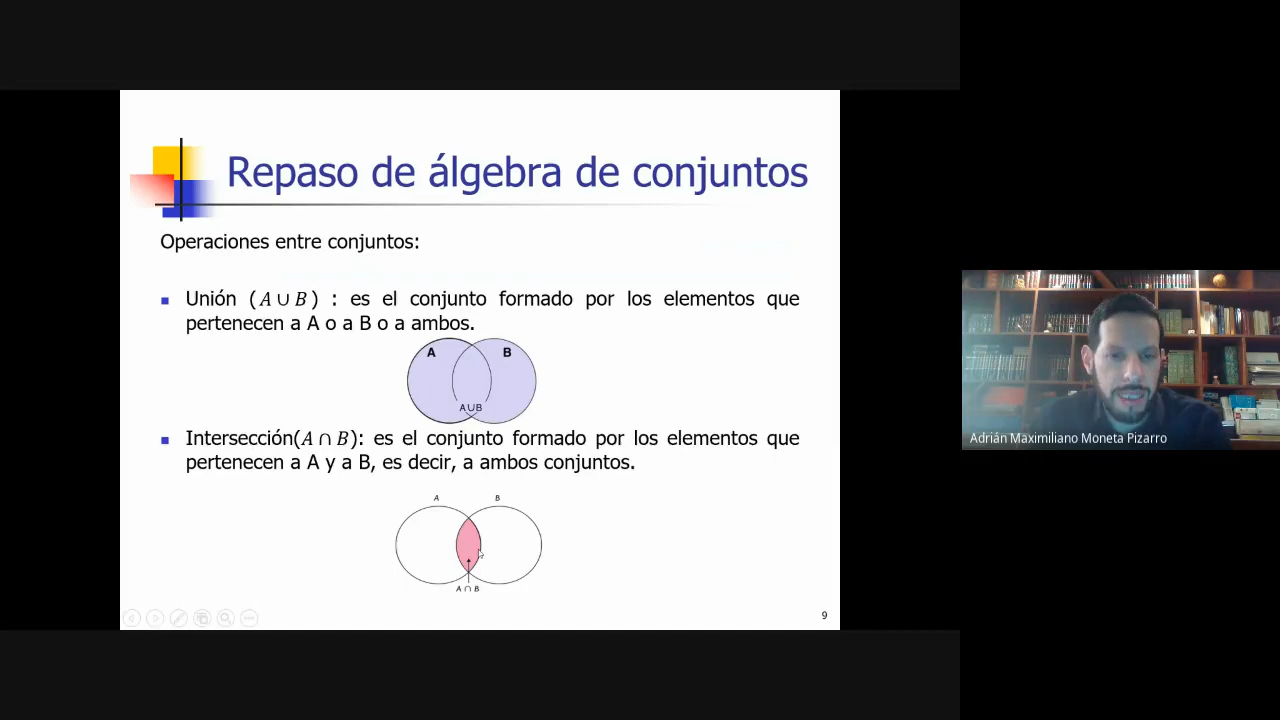 Repaso de álgebra de conjuntos
Operaciones entre conjuntos:
▪ Unión (A ∪ B) : es el conjunto formado por los elementos que
pertenecen a A o a B o a ambos.
A B
A∪B
▪ Intersección(A ∩ B): es el conjunto formado por los elementos que
pertenecen a A y a B, es decir, a ambos conjuntos.
A B
A ∩ B
9
Adrián Maximiliano Moneta Pizarro